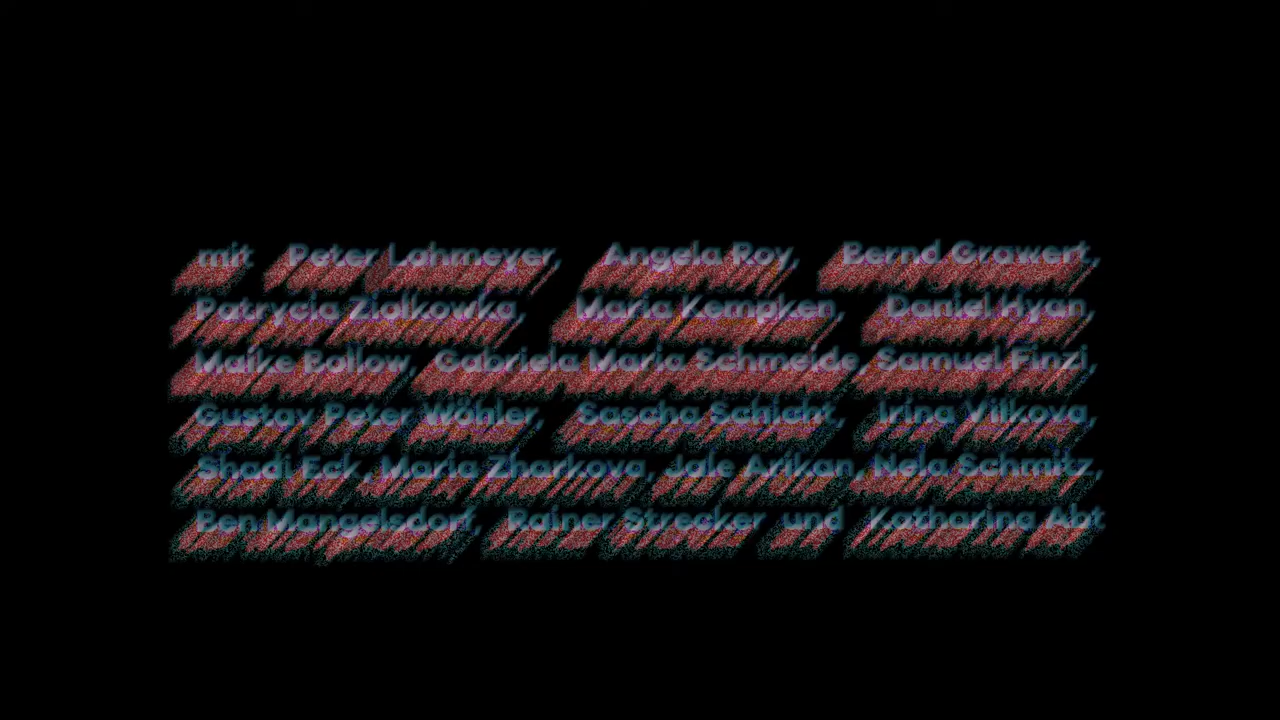 mit Peter Lohmeyer, Angela Roy, Bernd Grawert,
Patrycia Ziolkowka, Maria Kempken, Daniel Hyan,
Maike Bollow, Gabriela Maria Schmeide, Samuel Finzi,
Gustav Peter Wöhler, Sascha Schicht, Irina Vilkova,
Shadi Eck, Maria Zharkova, Jale Arikan, Nela Schmitz,
Ben Mangelsdorf, Rainer Strecker und Katharina Abt